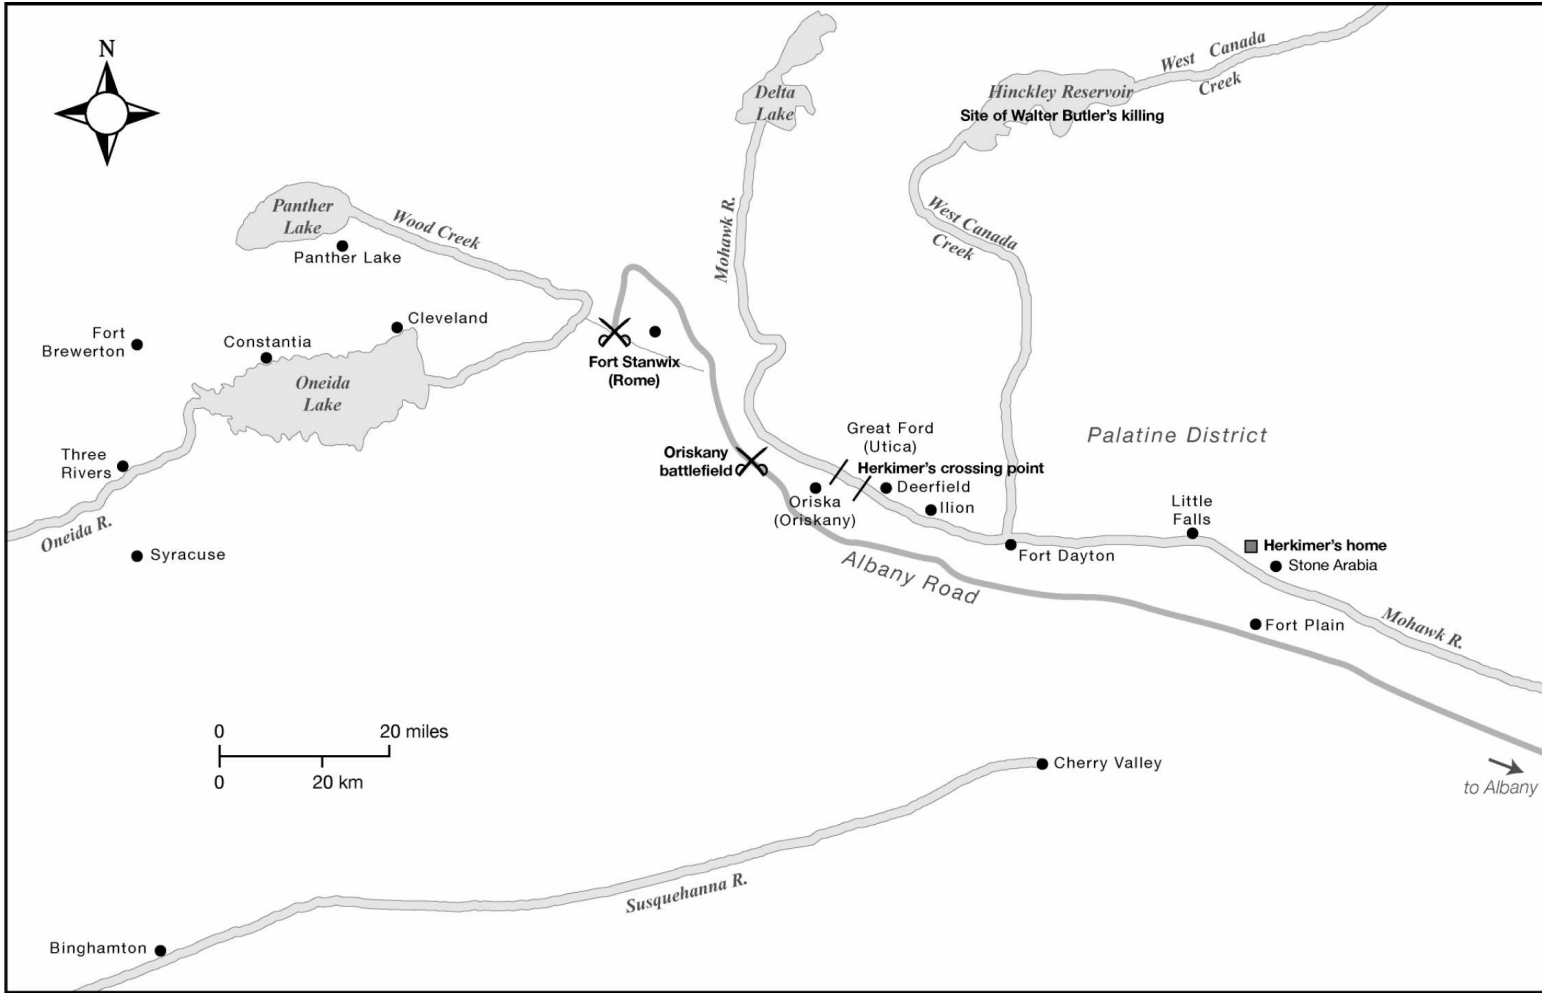 N
Delta
Lake
Hinckley Reservoir
Site of Walter Butler's killing
West Canada
Creek
Panther
Lake
Panther Lake
Wood Creek
Mohawk R.
West Canada
Creek
Fort
Brewerton
Constantia
Cleveland
Oneida
Lake
Fort Stanwix
(Rome)
Three
Rivers
Oneida R.
Syracuse
Oriskany
battlefield
Great Ford
(Utica)
Herkimer's crossing point
Deerfield
Oriska
(Oriskany)
Ilion
Palatine District
Little
Falls
Fort Dayton
Herkimer's home
Stone Arabia
Albany Road
Fort Plain
Mohawk R.
0 20 miles
0 20 km
Cherry Valley
to Albany
Susquehanna R.
Binghamton